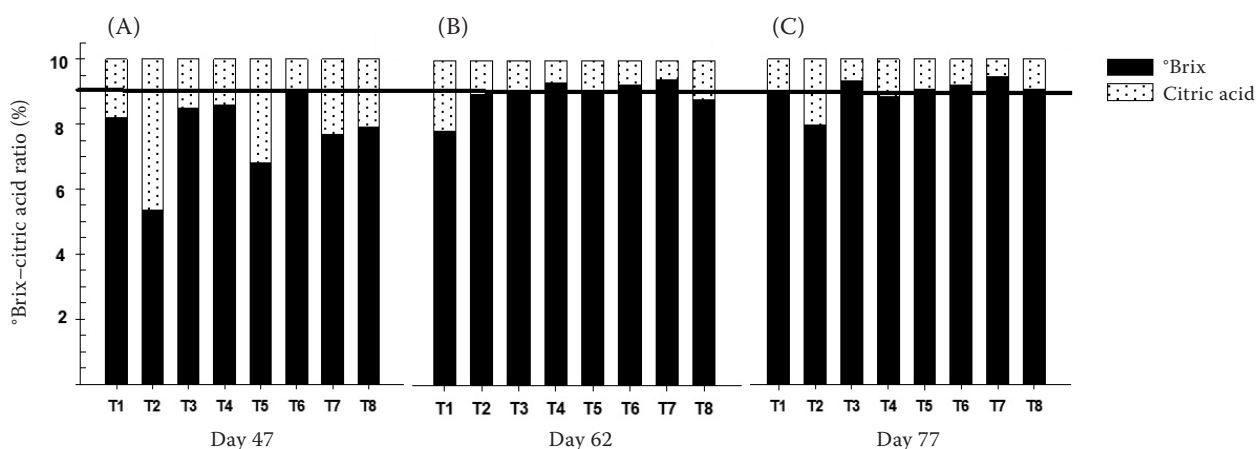 (A) (B) (C)
°Brix–citric acid ratio (%)
10
8
6
4
2
°Brix
Citric acid
T1 T2 T3 T4 T5 T6 T7 T8
Day 47
T1 T2 T3 T4 T5 T6 T7 T8
Day 62
T1 T2 T3 T4 T5 T6 T7 T8
Day 77